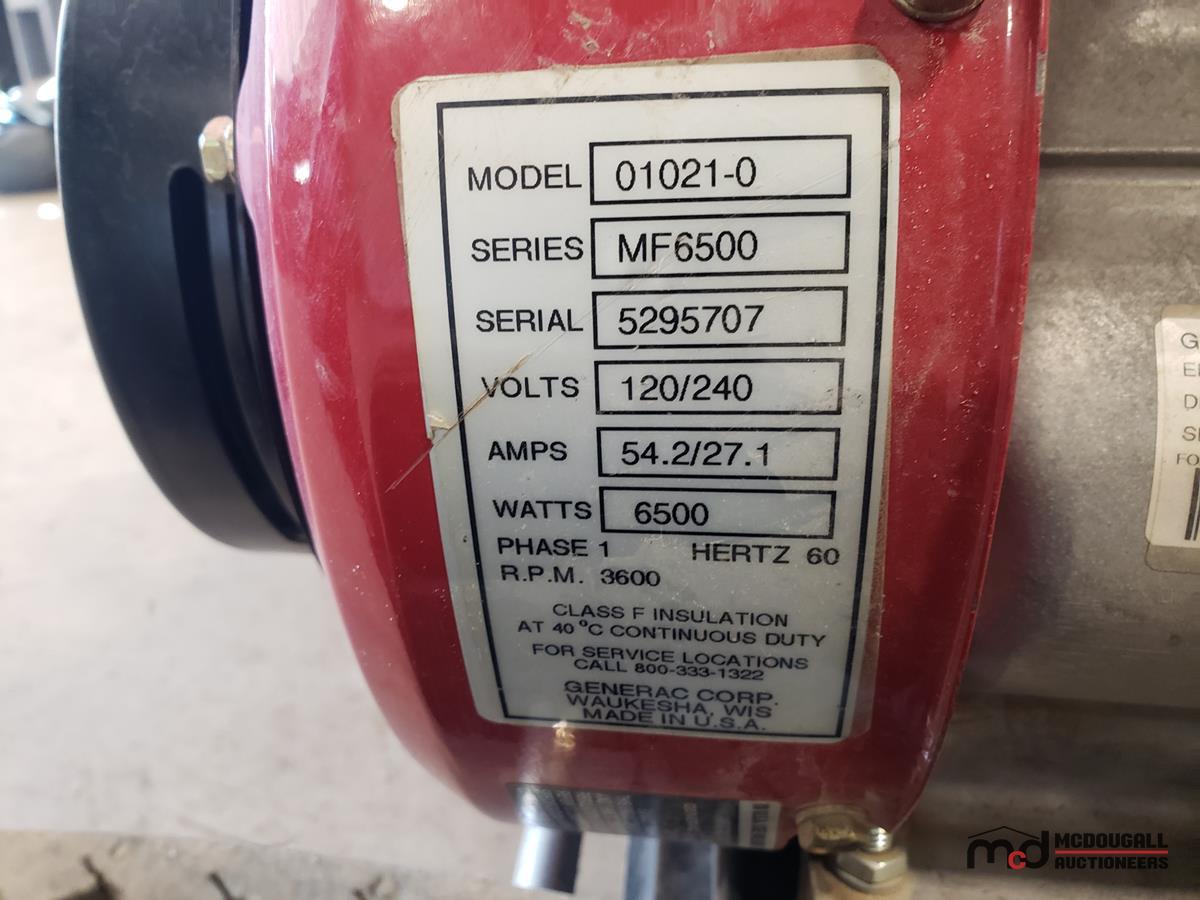 MODEL 01021-0
SERIES MF6500
SERIAL 5295707
VOLTS 120/240
AMPS 54.2/27.1
WATTS 6500
PHASE 1 HERTZ 60
R.P.M. 3600
CLASS F INSULATION
AT 40°C CONTINUOUS DUTY
FOR SERVICE LOCATIONS
CALL 800-333-1322
GENERAC CORP.
WAUKESHA, WIS
MADE IN U.S.A.
mcd MCDOUGALL
AUCTIONEERS